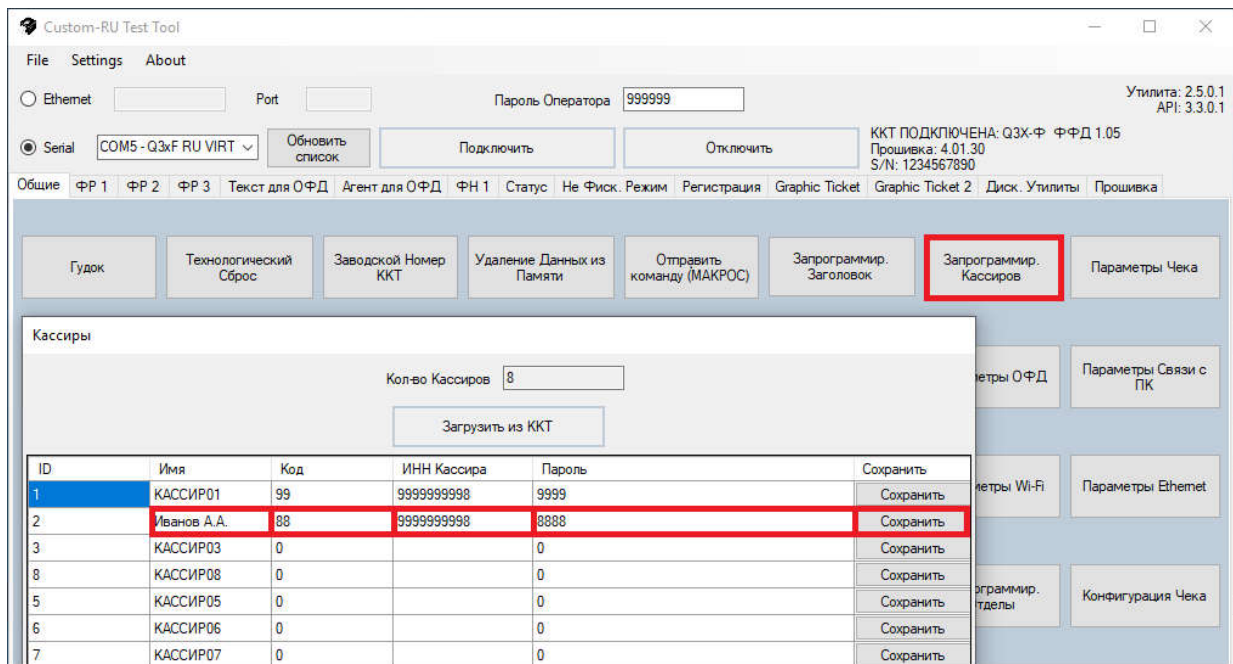 Custom-RU Test Tool
File Settings About
Ethernet Port Пароль Оператора 999999 Утилита: 2.5.0.1
API: 3.3.0.1
Serial COM5 - Q3xF RU VIRT Обновить список Подключить Отключить
ККТ ПОДКЛЮЧЕНА: Q3X-Ф ФФД 1.05
Прошивка: 4.01.30
S/N: 1234567890
Общие ФР 1 ФР 2 ФР 3 Текст для ОФД Агент для ОФД ФН 1 Статус Не Фиск. Режим Регистрация Graphic Ticket Graphic Ticket 2 Диск. Утилиты Прошивка
Гудок
Технологический
Сброс
Заводской Номер
ККТ
Удаление Данных из
Памяти
Отправить
команду (МАКРОС)
Запрограммир.
Заголовок
Запрограммир.
Кассиров
Параметры Чека
Кассиры
Кол-во Кассиров 8
Загрузить из ККТ
ID Имя Код ИНН Кассира Пароль Сохранить
1 КАССИР01 99 9999999998 9999 Сохранить
2 Иванов А.А. 88 9999999998 8888 Сохранить
3 КАССИР03 0 0 Сохранить
8 КАССИР08 0 0 Сохранить
5 КАССИР05 0 0 Сохранить
6 КАССИР06 0 0 Сохранить
7 КАССИР07 0 0 Сохранить
етры ОФД
Параметры Связи с
ПК
метры Wi-Fi
Параметры Ethernet
ограммир.
тделы
Конфигурация Чека